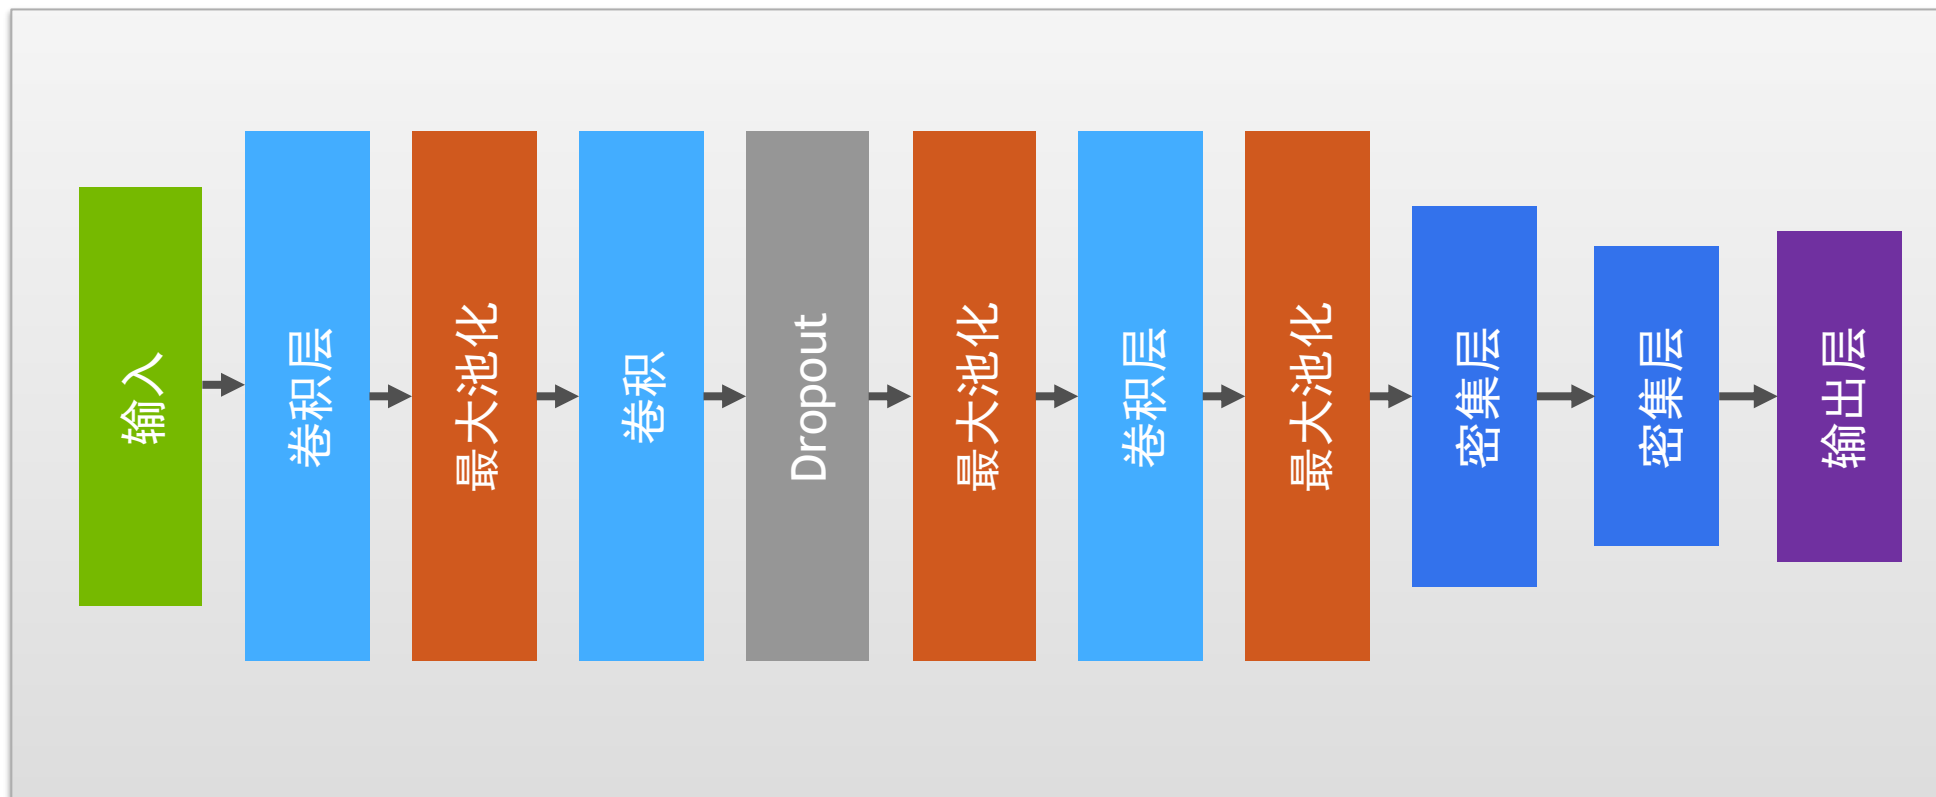 输入
卷积层
最大池化
卷积
Dropout
最大池化
卷积层
最大池化
密集层
密集层
输出层